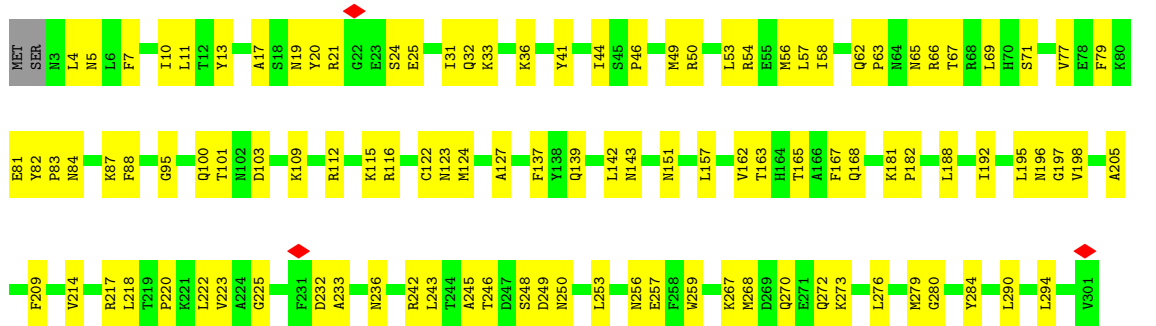 MET SER N3 L4 N5 L6 F7 I10 L11 T12 Y13 A17 S18 N19 Y20 R21 G22 E23 S24 E25 I31 Q32 K33 K36 Y41 I44 S45 P46 M49 R50 L53 R54 E55 M56 L57 I58 Q62 P63 N64 N65 R66 T67 R68 L69 H70 S71 V77 E78 F79 K80
E81 Y82 P83 N84 K87 F88 G95 Q100 T101 N102 D103 K109 R112 K115 R116 C122 N123 M124 A127 F137 Y138 Q139 L142 N143 N151 L157 V162 T163 H164 T165 A166 F167 Q168 K181 P182 L188 I192 L195 N196 G197 V198 A205
F209 V214 R217 L218 T219 P220 K221 L222 V223 A224 G225 F231 D232 A233 N236 R242 L243 T244 A245 T246 D247 S248 D249 N250 L253 N256 E257 F258 W259 K267 M268 D269 Q270 E271 Q272 K273 L276 M279 G280 Y284 L290 L294 V301